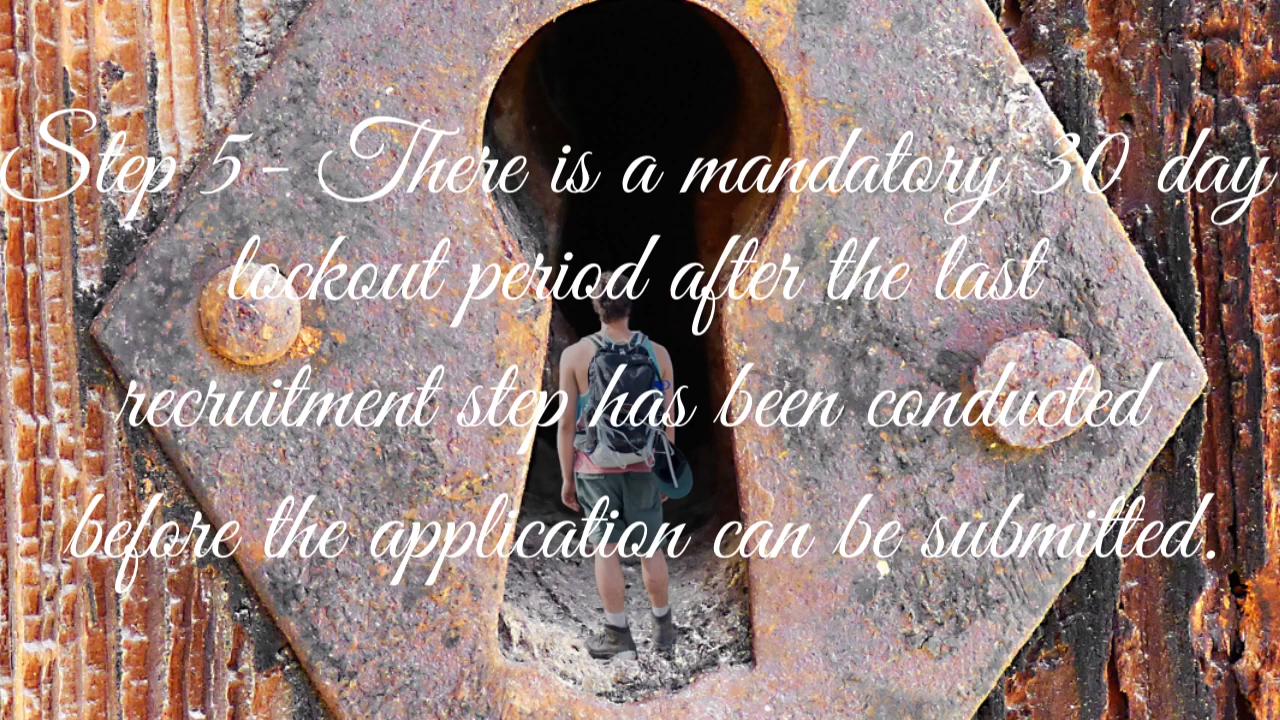 Step 5- There is a mandatory 30 day
lockout period after the last
recruitment step has been conducted
before the application can be submitted.